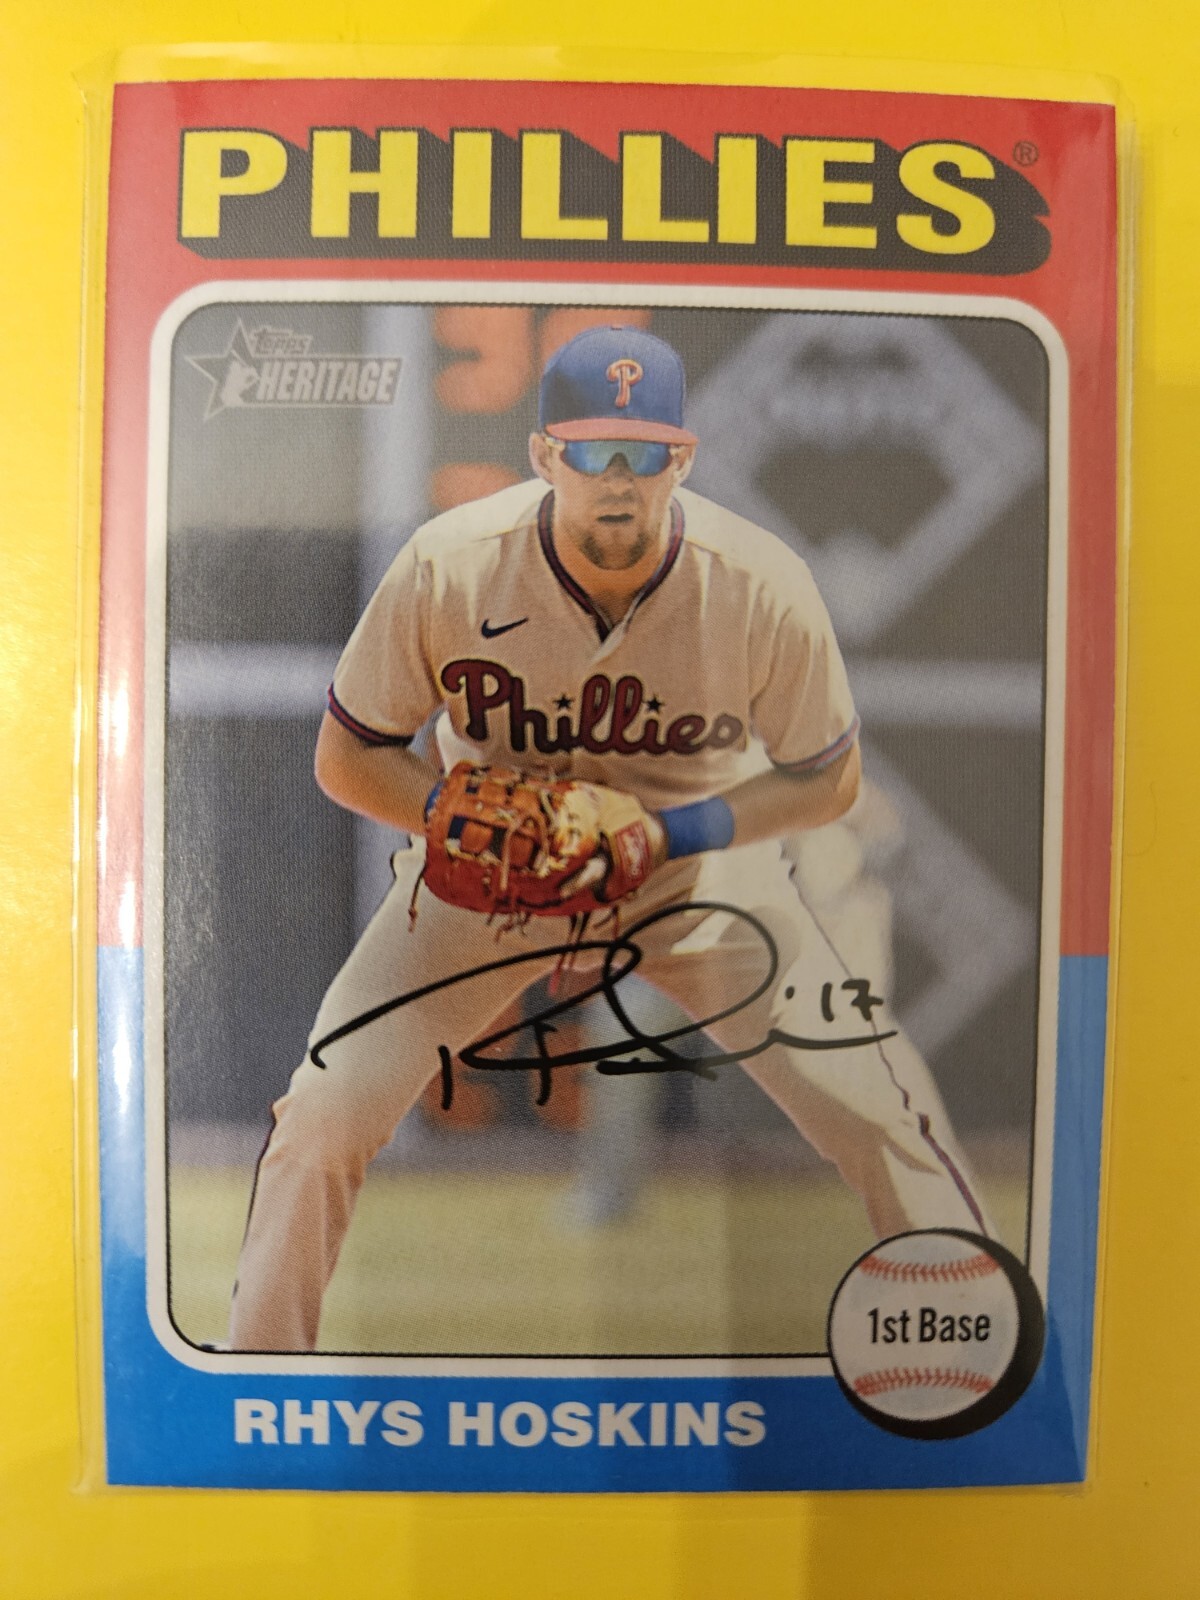 PHILLIES®
Topps
HERITAGE
P
Phillies
17
1st Base
RHYS HOSKINS